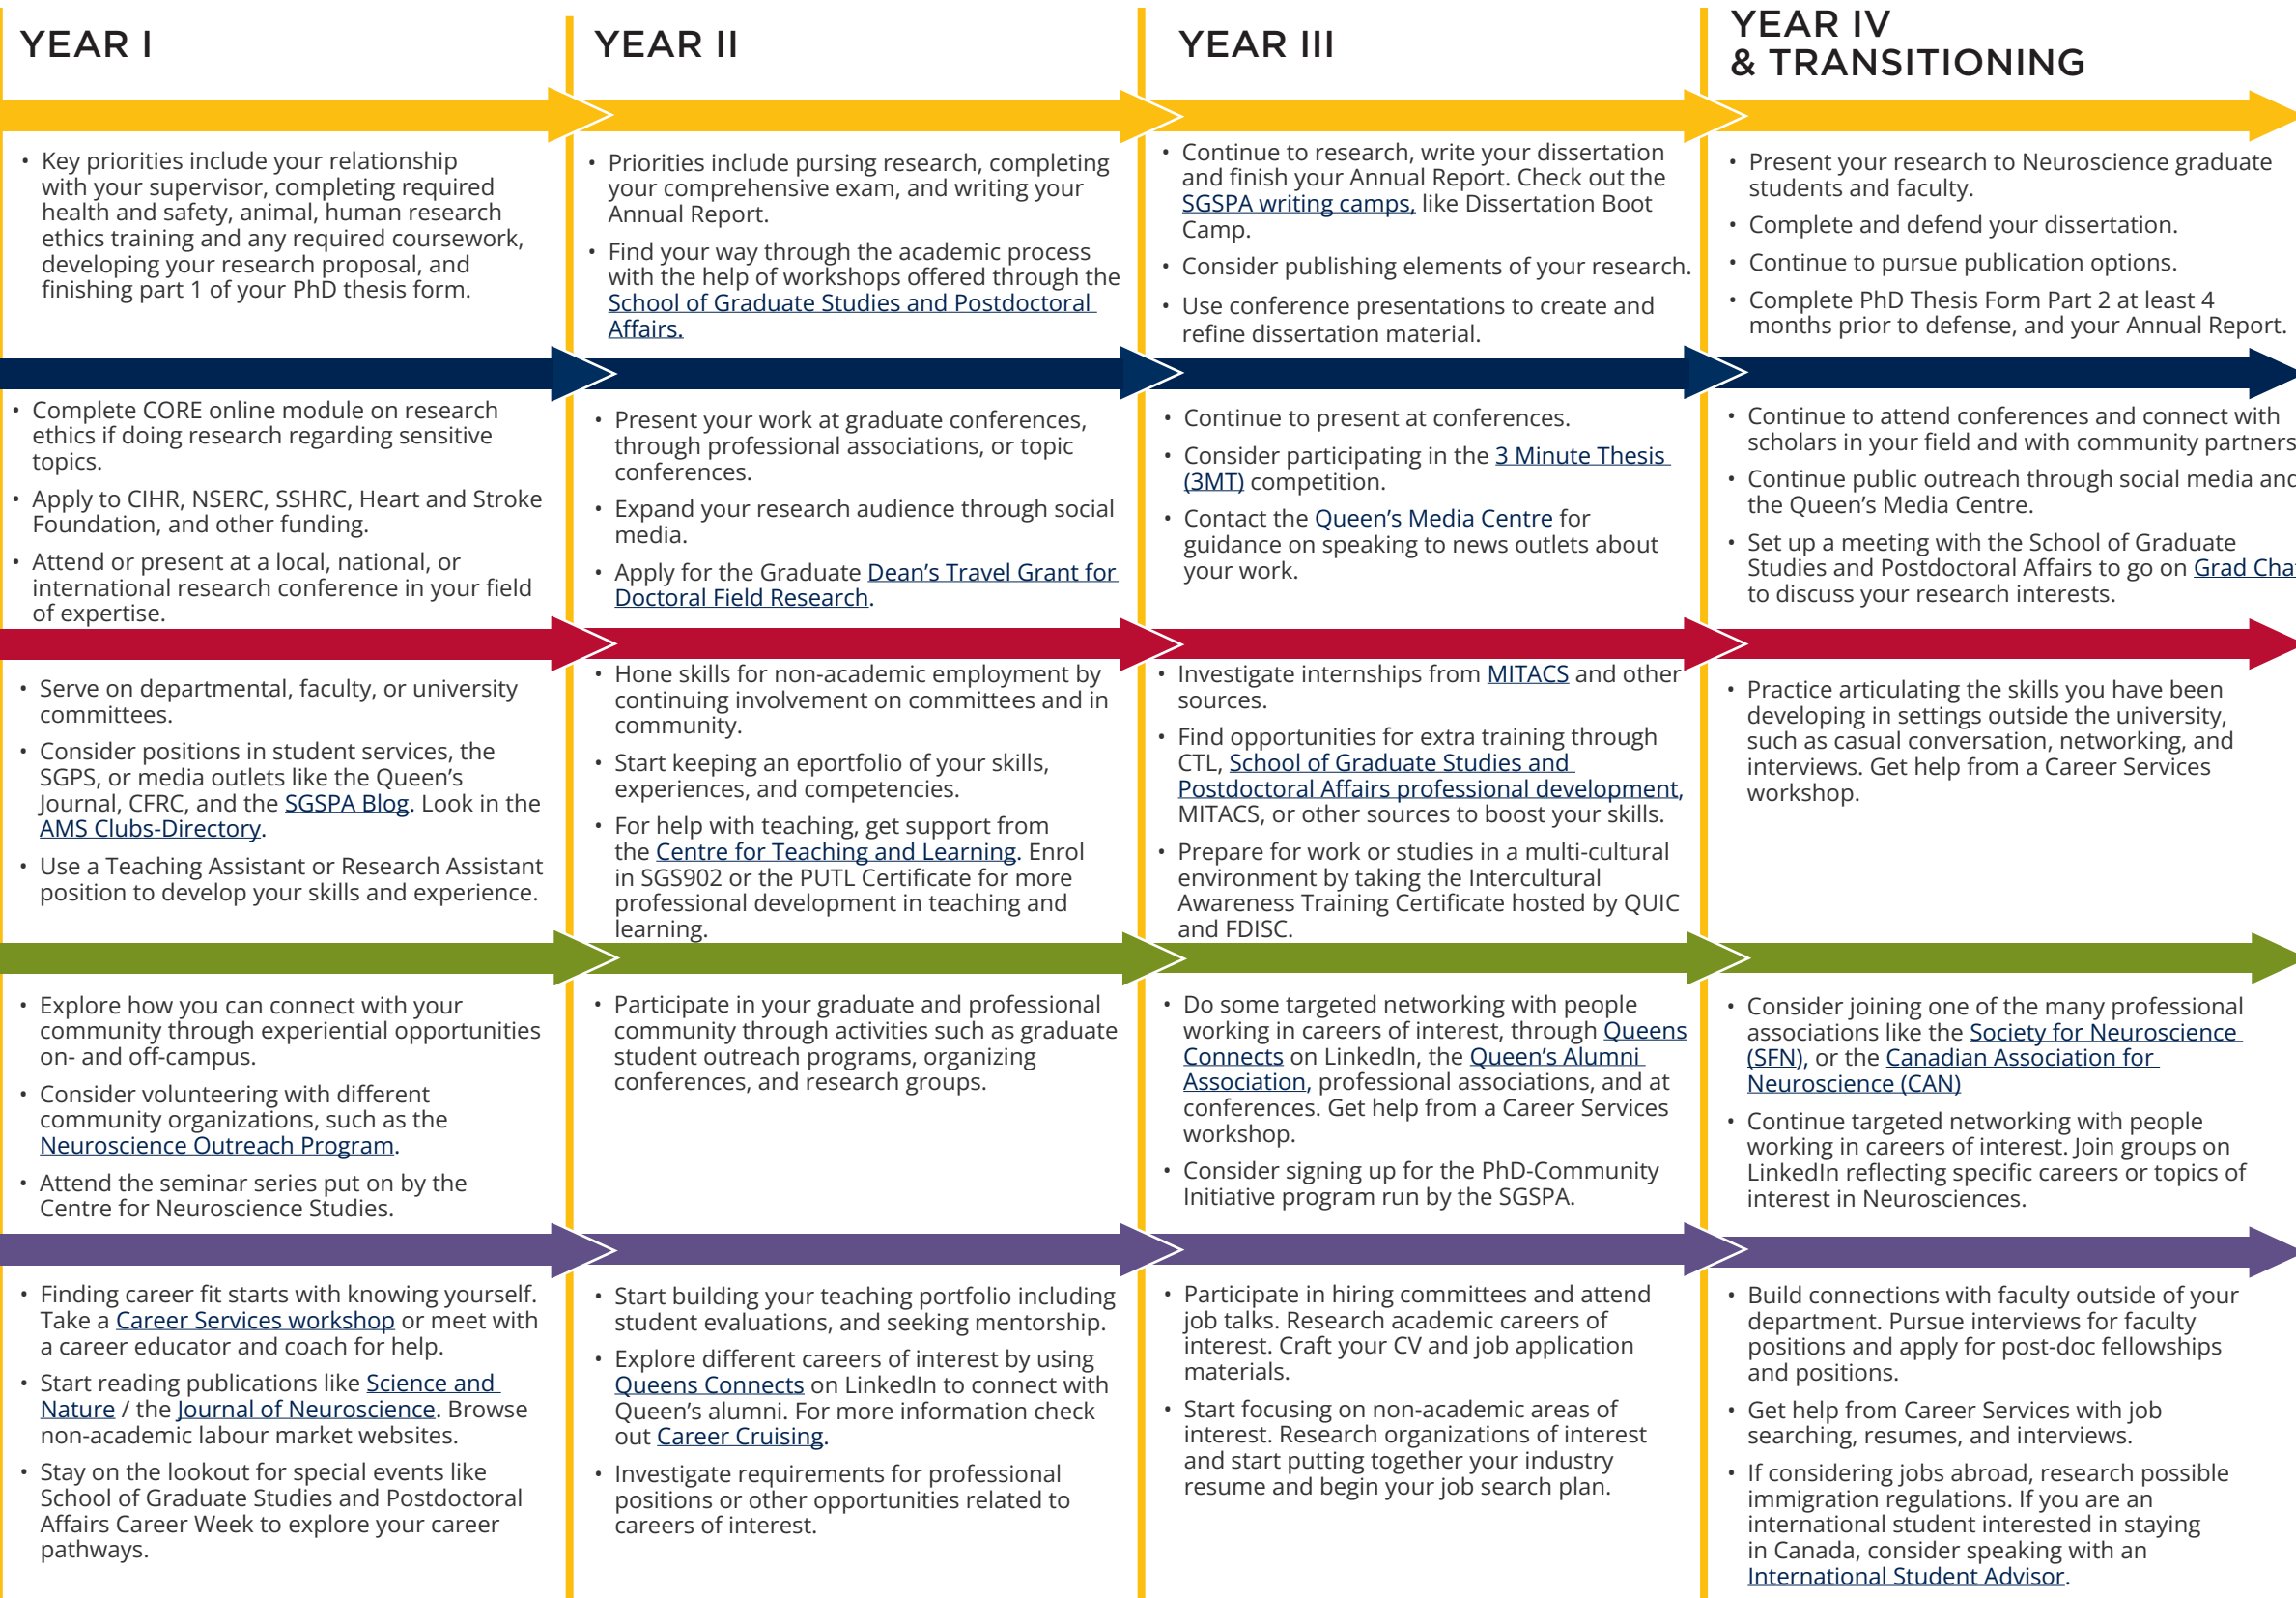 YEAR I
YEAR II
YEAR III
YEAR IV
& TRANSITIONING
• Key priorities include your relationship
with your supervisor, completing required
health and safety, animal, human research
ethics training and any required coursework,
developing your research proposal, and
finishing part 1 of your PhD thesis form.
• Priorities include pursing research, completing
your comprehensive exam, and writing your
Annual Report.
• Find your way through the academic process
with the help of workshops offered through the
School of Graduate Studies and Postdoctoral
Affairs.
• Continue to research, write your dissertation
and finish your Annual Report. Check out the
SGSPA writing camps, like Dissertation Boot
Camp.
• Consider publishing elements of your research.
• Use conference presentations to create and
refine dissertation material.
• Present your research to Neuroscience graduate
students and faculty.
• Complete and defend your dissertation.
• Continue to pursue publication options.
• Complete PhD Thesis Form Part 2 at least 4
months prior to defense, and your Annual Report.
• Complete CORE online module on research
ethics if doing research regarding sensitive
topics.
• Apply to CIHR, NSERC, SSHRC, Heart and Stroke
Foundation, and other funding.
• Attend or present at a local, national, or
international research conference in your field
of expertise.
• Present your work at graduate conferences,
through professional associations, or topic
conferences.
• Expand your research audience through social
media.
• Apply for the Graduate Dean's Travel Grant for
Doctoral Field Research.
• Continue to present at conferences.
• Consider participating in the 3 Minute Thesis
(3MT) competition.
• Contact the Queen's Media Centre for
guidance on speaking to news outlets about
your work.
• Continue to attend conferences and connect with
scholars in your field and with community partners
• Continue public outreach through social media and
the Queen's Media Centre.
• Set up a meeting with the School of Graduate
Studies and Postdoctoral Affairs to go on Grad Chat
to discuss your research interests.
• Serve on departmental, faculty, or university
committees.
• Consider positions in student services, the
SGPS, or media outlets like the Queen's
Journal, CFRC, and the SGSPA Blog. Look in the
AMS Clubs-Directory.
• Use a Teaching Assistant or Research Assistant
position to develop your skills and experience.
• Hone skills for non-academic employment by
continuing involvement on committees and in
community.
• Start keeping an eportfolio of your skills,
experiences, and competencies.
• For help with teaching, get support from
the Centre for Teaching and Learning. Enrol
in SGS902 or the PUTL Certificate for more
professional development in teaching and
learning.
• Investigate internships from MITACS and other
sources.
• Find opportunities for extra training through
CTL, School of Graduate Studies and
Postdoctoral Affairs professional development,
MITACS, or other sources to boost your skills.
• Prepare for work or studies in a multi-cultural
environment by taking the Intercultural
Awareness Training Certificate hosted by QUIC
and FDISC.
• Practice articulating the skills you have been
developing in settings outside the university,
such as casual conversation, networking, and
interviews. Get help from a Career Services
workshop.
• Explore how you can connect with your
community through experiential opportunities
on- and off-campus.
• Consider volunteering with different
community organizations, such as the
Neuroscience Outreach Program.
• Attend the seminar series put on by the
Centre for Neuroscience Studies.
• Participate in your graduate and professional
community through activities such as graduate
student outreach programs, organizing
conferences, and research groups.
• Do some targeted networking with people
working in careers of interest, through Queens
Connects on LinkedIn, the Queen's Alumni
Association, professional associations, and at
conferences. Get help from a Career Services
workshop.
• Consider signing up for the PhD-Community
Initiative program run by the SGSPA.
• Consider joining one of the many professional
associations like the Society for Neuroscience
(SFN), or the Canadian Association for
Neuroscience (CAN)
• Continue targeted networking with people
working in careers of interest. Join groups on
LinkedIn reflecting specific careers or topics of
interest in Neurosciences.
• Finding career fit starts with knowing yourself.
Take a Career Services workshop or meet with
a career educator and coach for help.
• Start reading publications like Science and
Nature / the Journal of Neuroscience. Browse
non-academic labour market websites.
• Stay on the lookout for special events like
School of Graduate Studies and Postdoctoral
Affairs Career Week to explore your career
pathways.
• Start building your teaching portfolio including
student evaluations, and seeking mentorship.
• Explore different careers of interest by using
Queens Connects on LinkedIn to connect with
Queen's alumni. For more information check
out Career Cruising.
• Investigate requirements for professional
positions or other opportunities related to
careers of interest.
• Participate in hiring committees and attend
job talks. Research academic careers of
interest. Craft your CV and job application
materials.
• Start focusing on non-academic areas of
interest. Research organizations of interest
and start putting together your industry
resume and begin your job search plan.
• Build connections with faculty outside of your
department. Pursue interviews for faculty
positions and apply for post-doc fellowships
and positions.
• Get help from Career Services with job
searching, resumes, and interviews.
• If considering jobs abroad, research possible
immigration regulations. If you are an
international student interested in staying
in Canada, consider speaking with an
International Student Advisor.